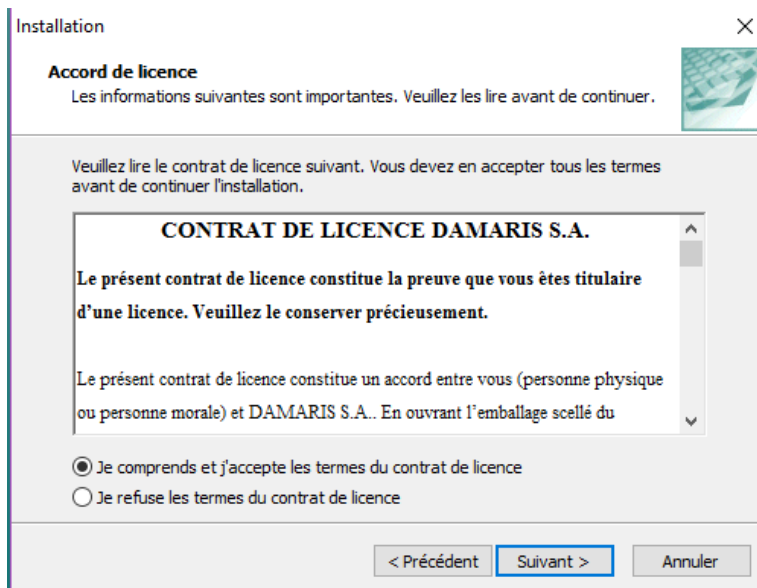 Installation
Accord de licence
Les informations suivantes sont importantes. Veuillez les lire avant de continuer.
Veuillez lire le contrat de licence suivant. Vous devez en accepter tous les termes
avant de continuer l'installation.
CONTRAT DE LICENCE DAMARIS S.A.
Le présent contrat de licence constitue la preuve que vous êtes titulaire
d’une licence. Veuillez le conserver précieusement.
Le présent contrat de licence constitue un accord entre vous (personne physique
ou personne morale) et DAMARIS S.A.. En ouvrant l’emballage scellé du
Je comprends et j'accepte les termes du contrat de licence
Je refuse les termes du contrat de licence
< Précédent Suivant > Annuler